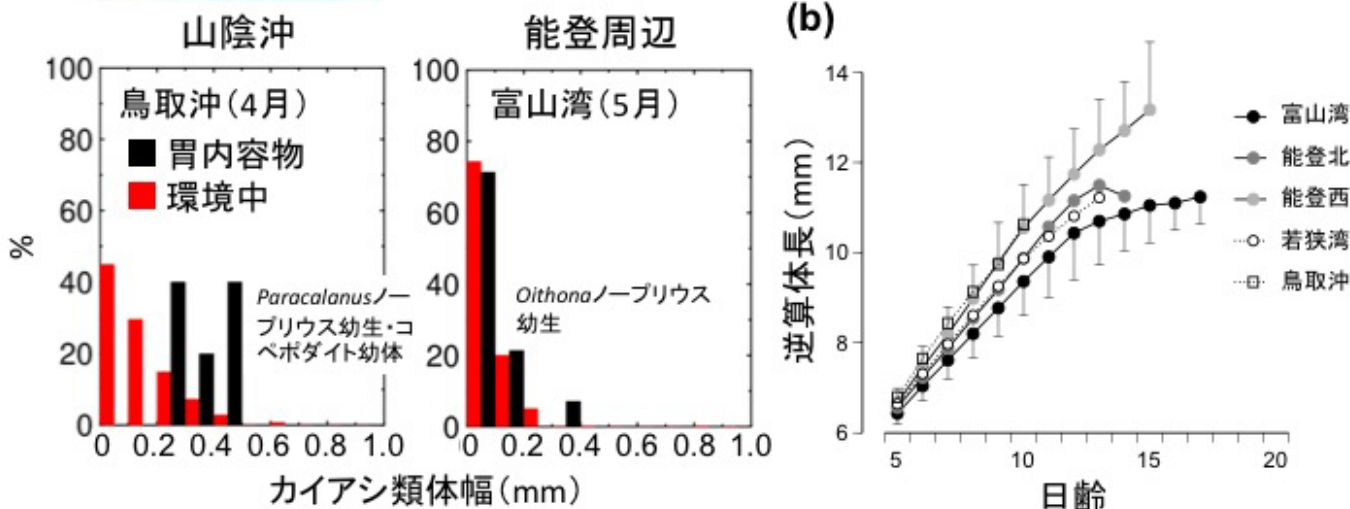 山陰沖
鳥取沖(4月)
胃内容物
環境中
Paracalanusノー
プリウス幼生・コ
ペポダイト幼体
%
100
80
60
40
20
0
0 0.2 0.4 0.6 0.8 1.0
能登周辺
富山湾(5月)
Oithonaノープリウス
幼生
100
80
60
40
20
0
0 0.2 0.4 0.6 0.8 1.0
カイアシ類体幅(mm)
(b)
逆算体長(mm)
14
12
10
8
6
5 10 15 20
日齢
富山湾
能登北
能登西
若狭湾
鳥取沖